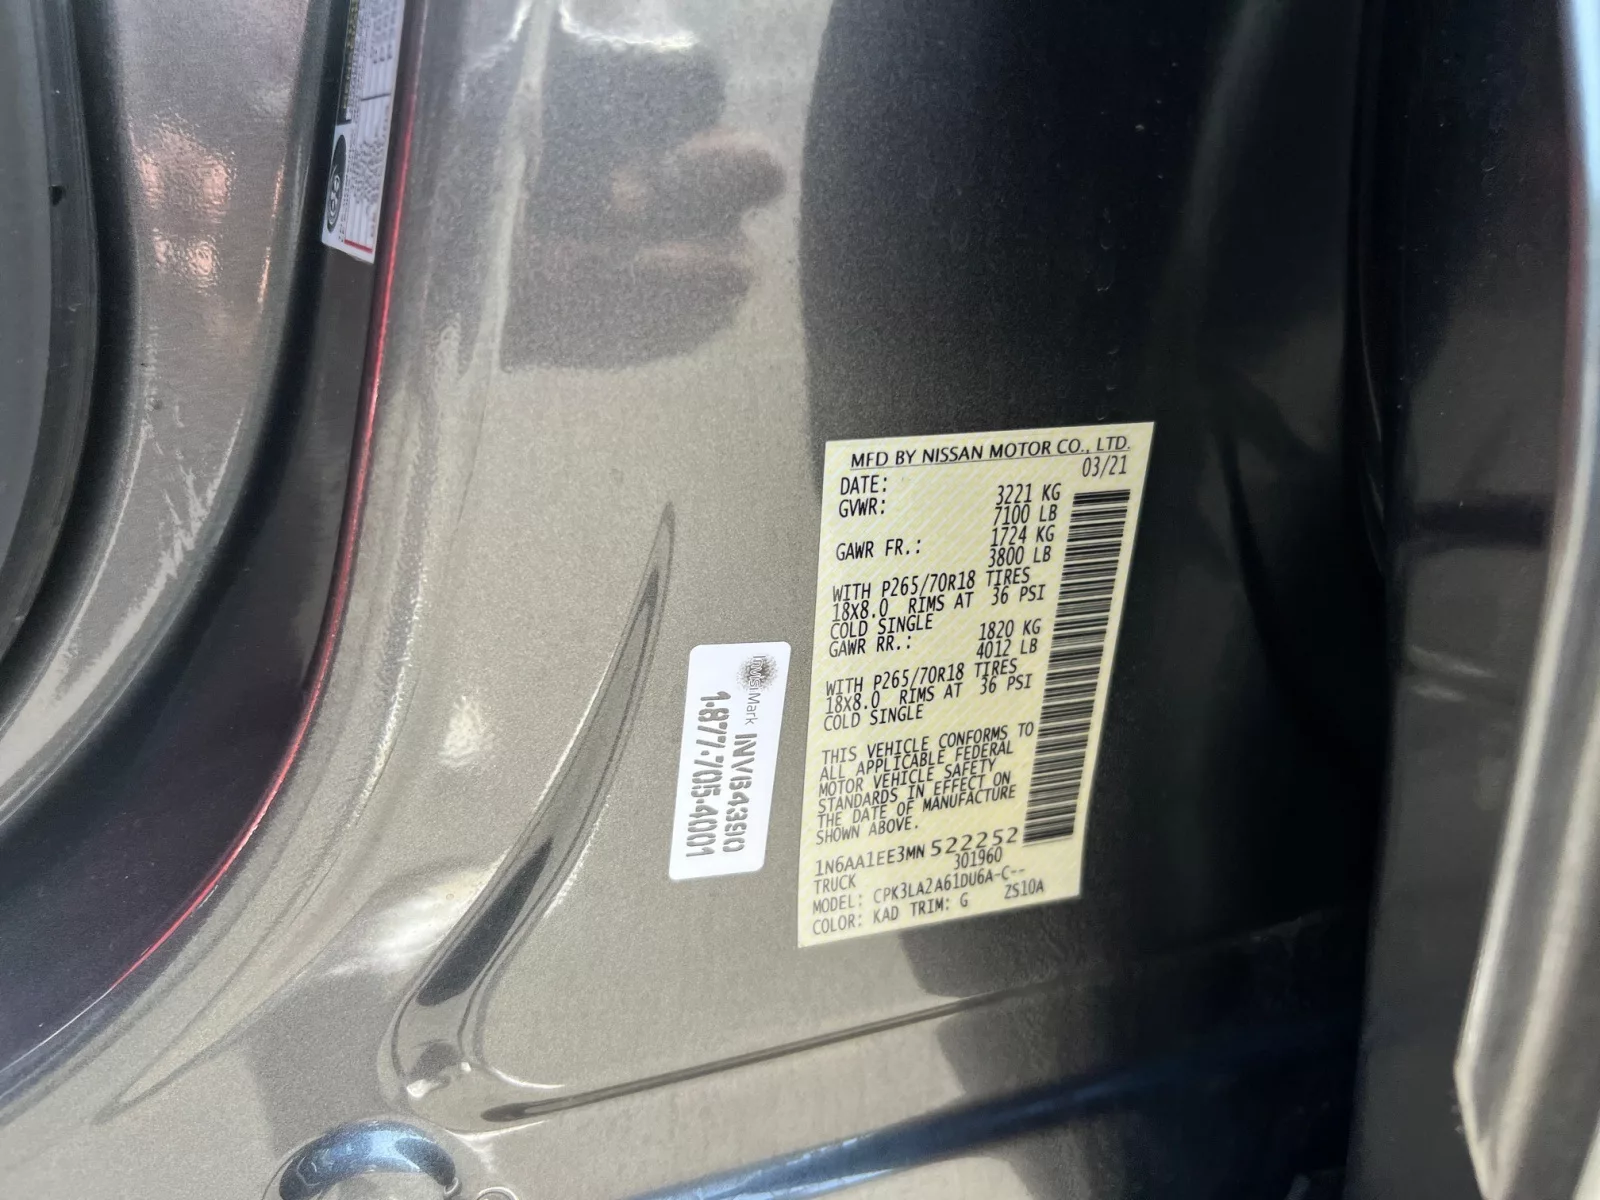 MFD BY NISSAN MOTOR CO., LTD.
DATE: 03/21
GVWR: 3221 KG
7100 LB
GAWR FR.: 1724 KG
3800 LB
WITH P265/70R18 TIRES
18X8.0 RIMS AT 36 PSI
COLD SINGLE
GAWR RR.: 1820 KG
4012 LB
WITH P265/70R18 TIRES
18X8.0 RIMS AT 36 PSI
COLD SINGLE
THIS VEHICLE CONFORMS TO
ALL APPLICABLE FEDERAL
MOTOR VEHICLE SAFETY
STANDARDS IN EFFECT ON
THE DATE OF MANUFACTURE
SHOWN ABOVE.
1N6AA1EE3MN522252
TRUCK 301960
MODEL: CPK3LA2A61DU6A-C--
COLOR: KAD TRIM: G ZS10A
InVisiMark
INV64390
1-877-705-4001